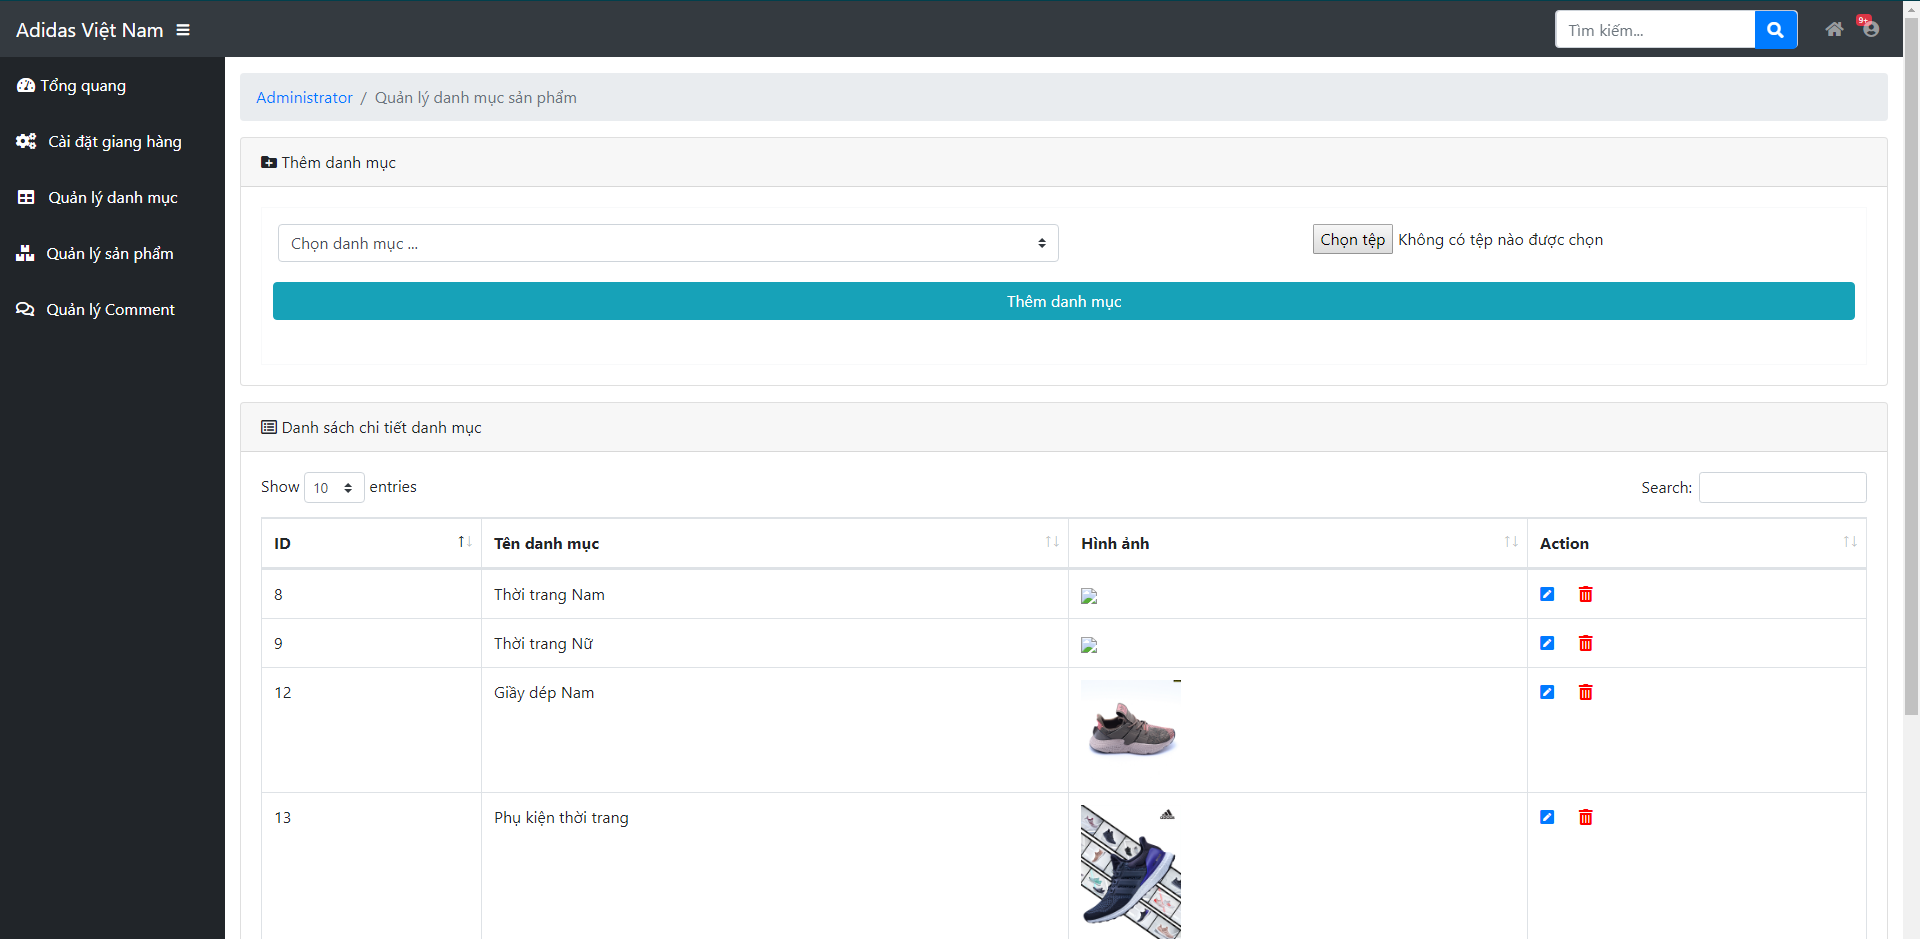 Adidas Việt Nam
Tìm kiếm...
9+
Tổng quang
Cài đặt giang hàng
Quản lý danh mục
Quản lý sản phẩm
Quản lý Comment
Administrator / Quản lý danh mục sản phẩm
Thêm danh mục
Chọn danh mục ...
Chọn tệp Không có tệp nào được chọn
Thêm danh mục
Danh sách chi tiết danh mục
Show 10 entries
Search:
ID Tên danh mục Hình ảnh Action
8 Thời trang Nam
9 Thời trang Nữ
12 Giầy dép Nam
13 Phụ kiện thời trang